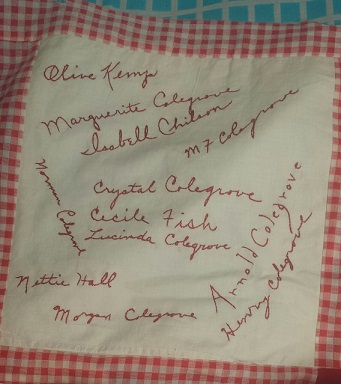 Olive Kemp
Marguerite Colegrove
Isabell Chilson
M F Colegrove
Norman Colegrove
Crystal Colegrove
Cecile Fish
Lucinda Colegrove
Arnold Colegrove
Henry Colegrove
Nettie Hall
Morgan Colegrove